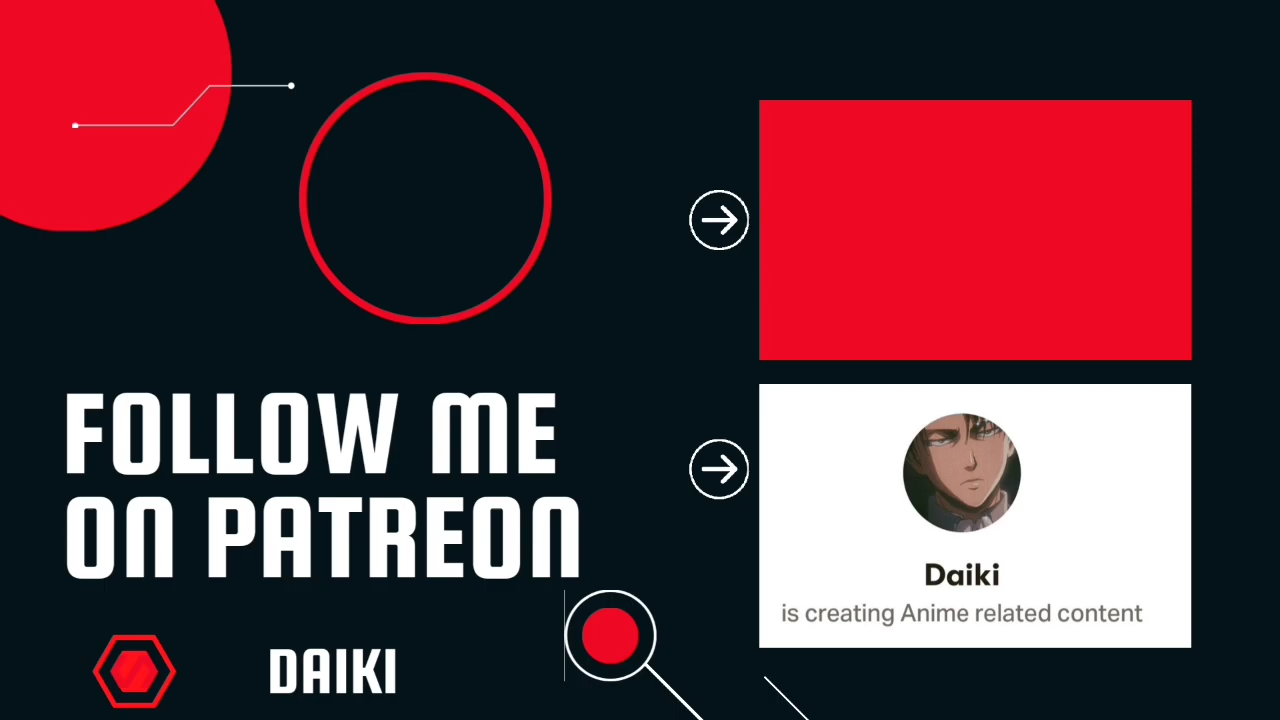 FOLLOW ME
ON PATREON
DAIKI
Daiki
is creating Anime related content